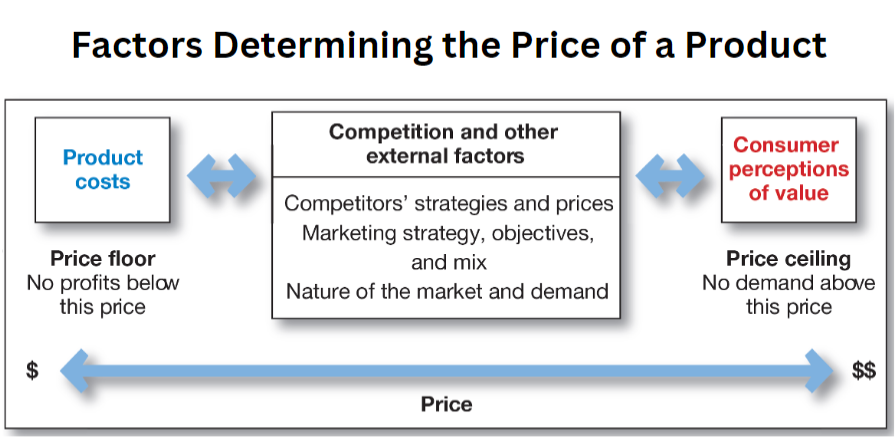 Factors Determining the Price of a Product
Product
costs
Price floor
No profits below
this price
Competition and other
external factors
Competitors' strategies and prices
Marketing strategy, objectives,
and mix
Nature of the market and demand
Consumer
perceptions
of value
Price ceiling
No demand above
this price
$
$$
Price